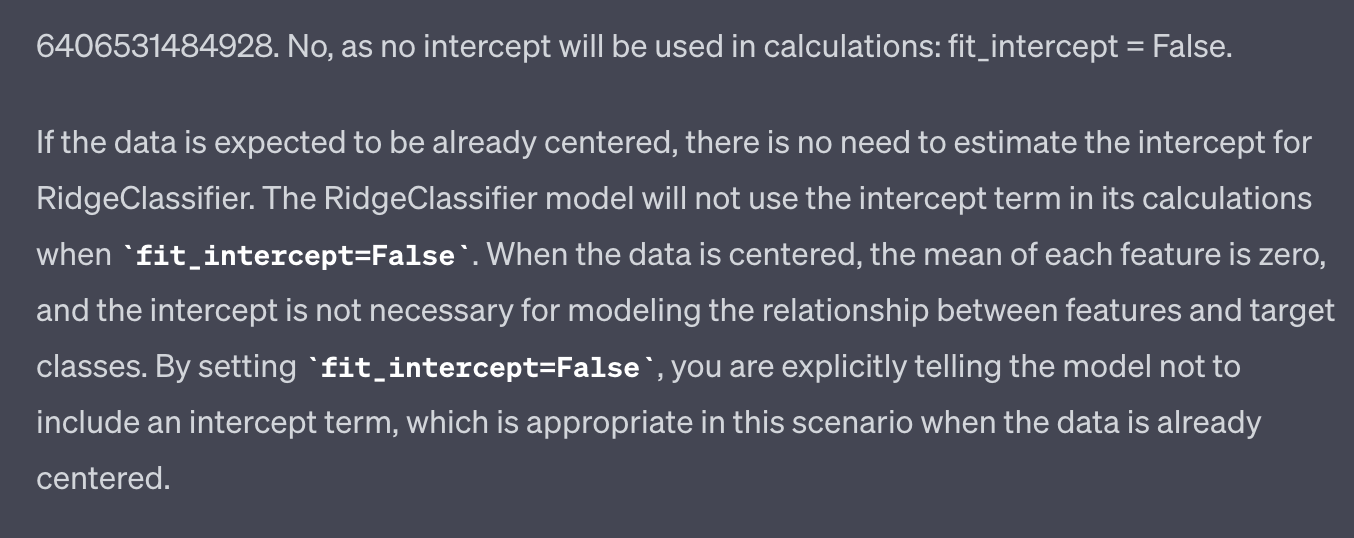 6406531484928. No, as no intercept will be used in calculations: fit_intercept = False.
If the data is expected to be already centered, there is no need to estimate the intercept for
RidgeClassifier. The RidgeClassifier model will not use the intercept term in its calculations
when `fit_intercept=False`. When the data is centered, the mean of each feature is zero,
and the intercept is not necessary for modeling the relationship between features and target
classes. By setting `fit_intercept=False`, you are explicitly telling the model not to
include an intercept term, which is appropriate in this scenario when the data is already
centered.